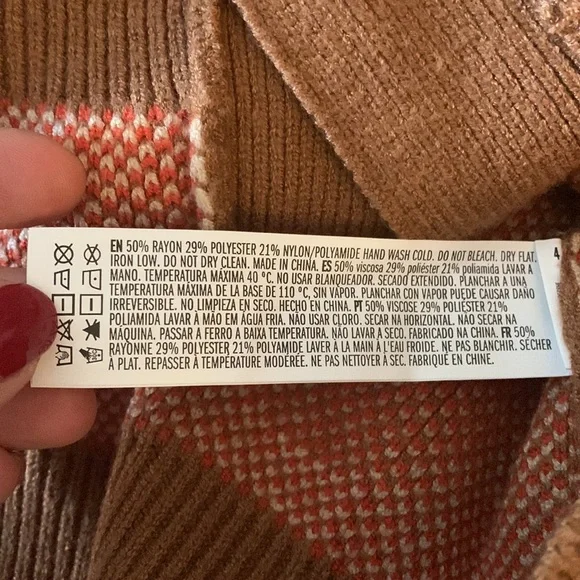 EN 50% RAYON 29% POLYESTER 21% NYLON/POLYAMIDE HAND WASH COLD. DO NOT BLEACH. DRY FLAT.
IRON LOW. DO NOT DRY CLEAN. MADE IN CHINA. ES 50% viscosa 29% poliéster 21% poliamida LAVAR A
MANO. TEMPERATURA MÁXIMA 40 °C. NO USAR BLANQUEADOR. SECADO EXTENDIDO. PLANCHAR A UNA
TEMPERATURA MÁXIMA DE LA BASE DE 110 °C, SIN VAPOR. PLANCHAR CON VAPOR PUEDE CAUSAR DAÑO
IRREVERSIBLE. NO LIMPIEZA EN SECO. HECHO EN CHINA. PT 50% VISCOSE 29% POLIÉSTER 21%
POLIAMIDA LAVAR À MÃO EM ÁGUA FRIA. NÃO USAR CLORO. SECAR NA HORIZONTAL. NÃO SECAR NA
MÁQUINA. PASSAR A FERRO A BAIXA TEMPERATURA. NÃO LAVAR A SECO. FABRICADO NA CHINA. FR 50%
RAYONNE 29% POLYESTER 21% POLYAMIDE LAVER À LA MAIN À L'EAU FROIDE. NE PAS BLANCHIR. SÉCHER
À PLAT. REPASSER À TEMPÉRATURE MODÉRÉE. NE PAS NETTOYER À SEC. FABRIQUÉ EN CHINE.
4